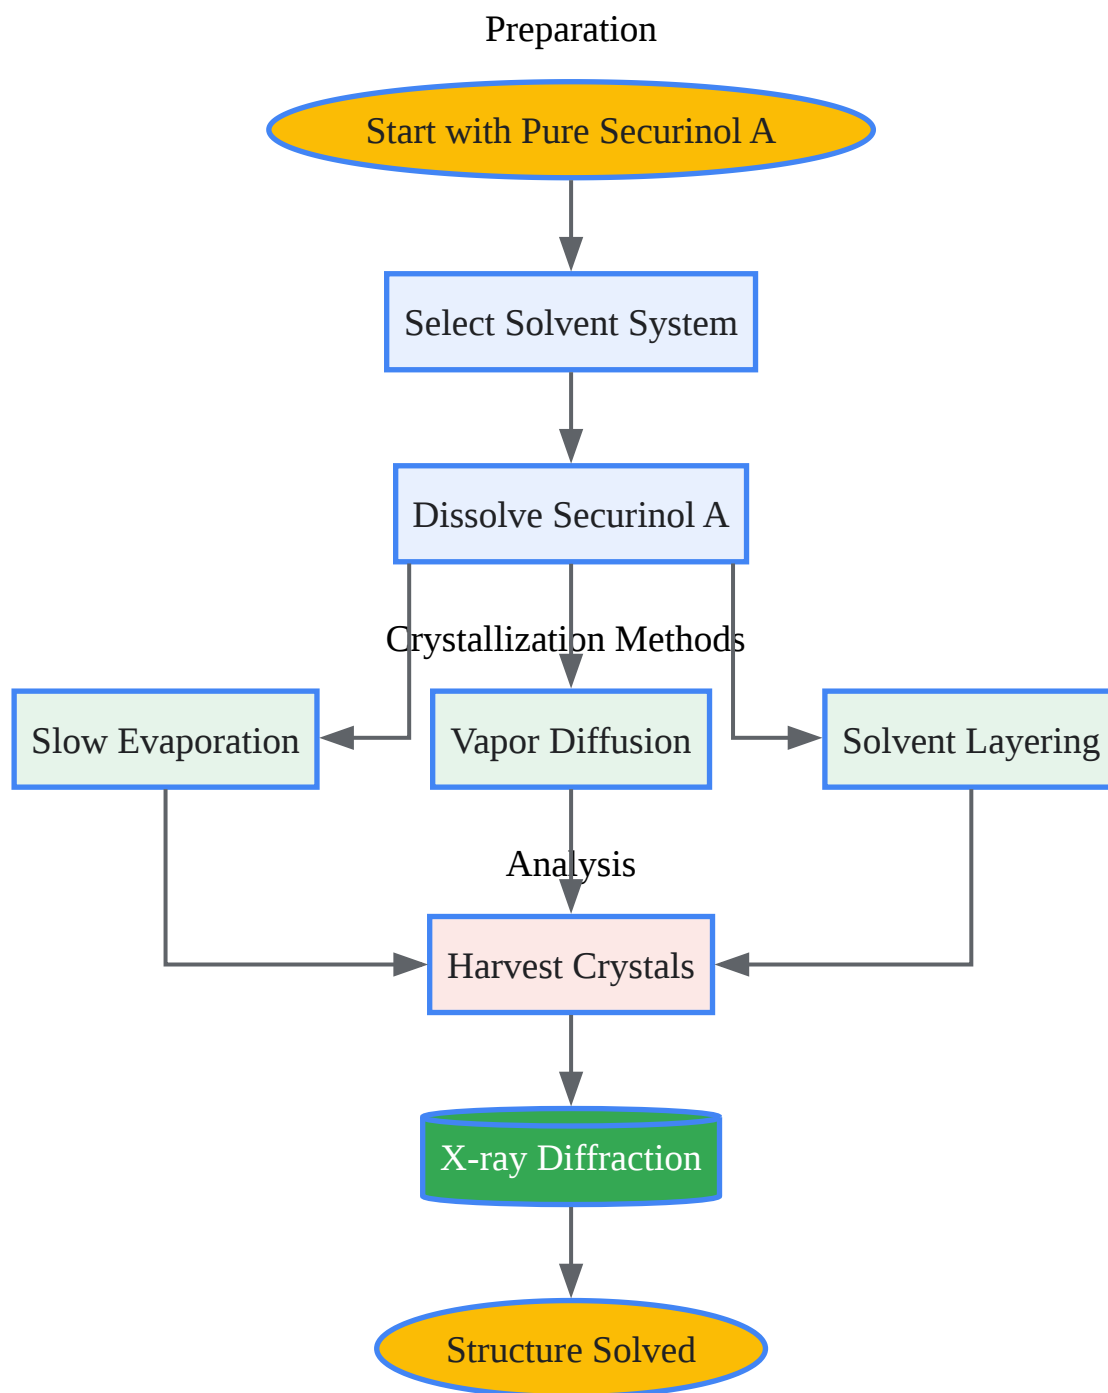 Preparation
Start with Pure Securinol A
Select Solvent System
Dissolve Securinol A
Crystallization Methods
Slow Evaporation
Vapor Diffusion
Solvent Layering
Analysis
Harvest Crystals
X-ray Diffraction
Structure Solved